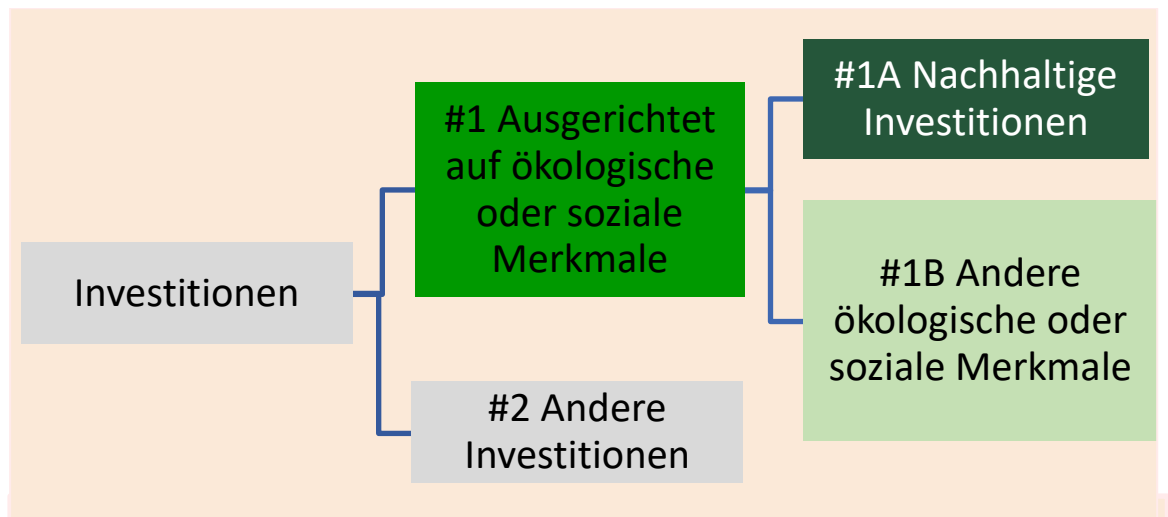 Investitionen
#1 Ausgerichtet
auf ökologische
oder soziale
Merkmale
#2 Andere
Investitionen
#1A Nachhaltige
Investitionen
#1B Andere
ökologische oder
soziale Merkmale